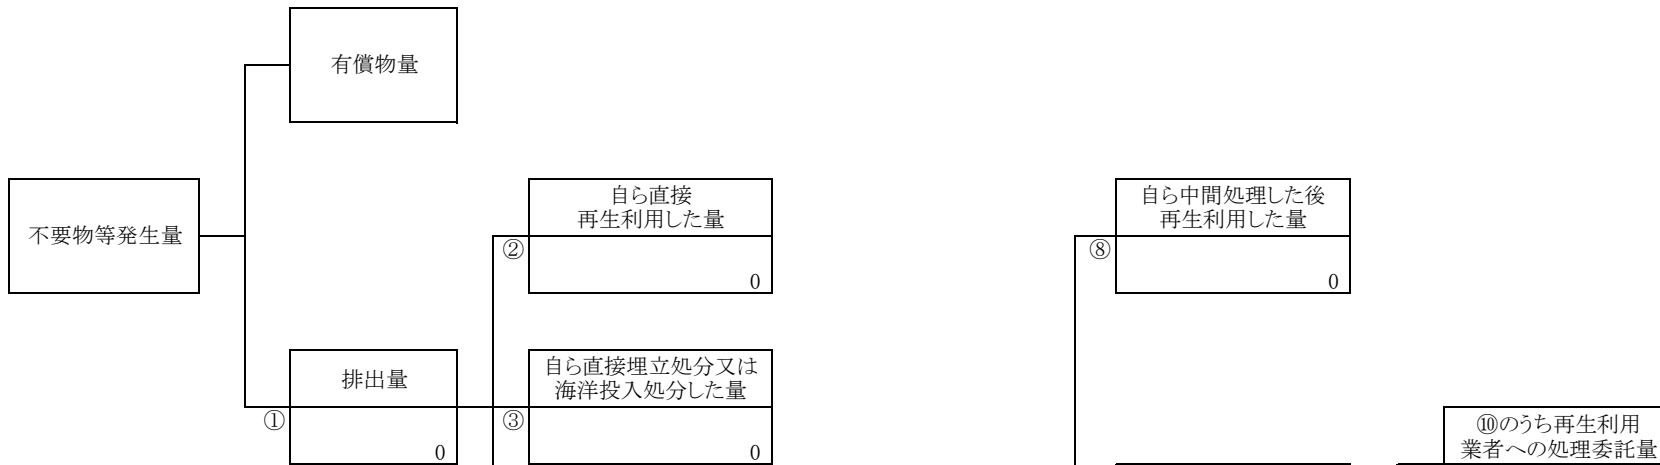 有償物量
不要物等発生量
自ら直接
再生利用した量
②
0
自ら中間処理した後
再生利用した量
⑧
0
排出量
①
0
自ら直接埋立処分又は
海洋投入処分した量
③
0
⑩のうち再生利用
業者への処理委託量